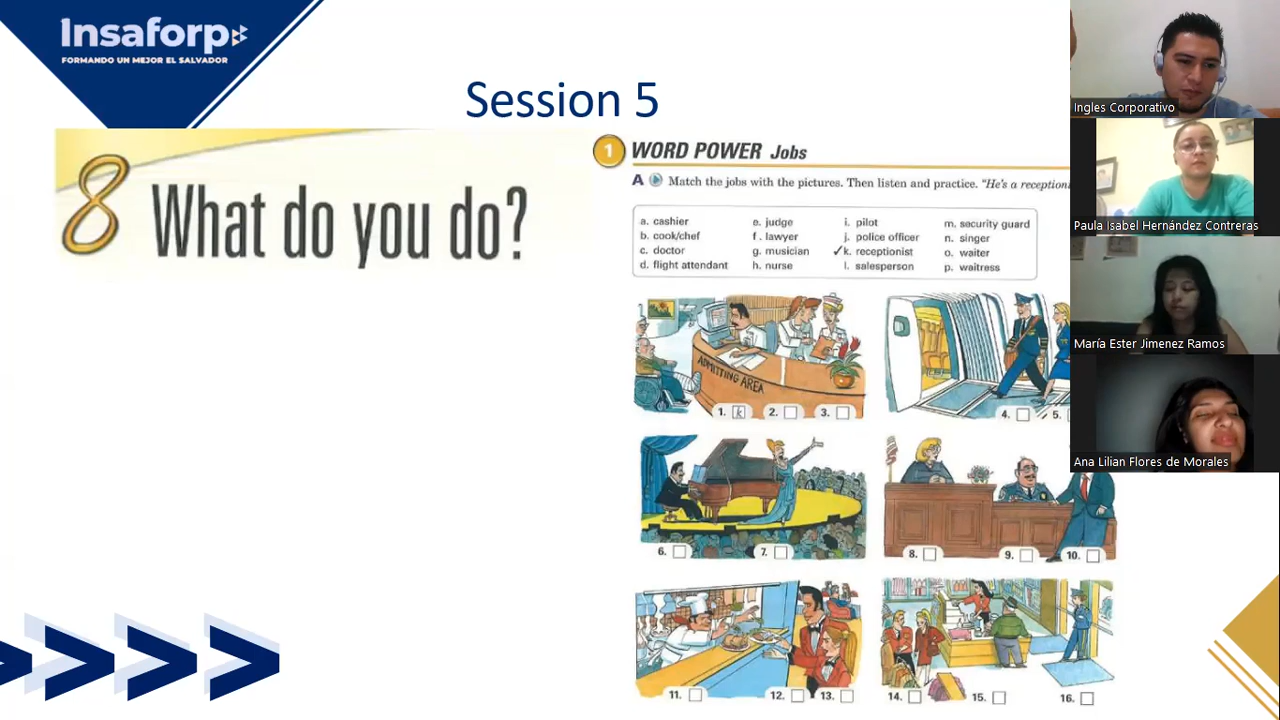 Insaforp
FORMANDO UN MEJOR EL SALVADOR
Session 5
8 What do you do?
1 WORD POWER Jobs
A Match the jobs with the pictures. Then listen and practice. "He's a reception
a. cashier
b. cook/chef
c. doctor
d. flight attendant
e. judge
f. lawyer
g. musician
h. nurse
i. pilot
j. police officer
✓k. receptionist
l. salesperson
m. security guard
n. singer
o. waiter
p. waitress
ADMITTING AREA
1. k 2. 3.
4. 5.
6. 7.
8. 9. 10.
11. 12. 13.
14. 15. 16.
Ingles Corporativo
Paula Isabel Hernández Contreras
María Ester Jimenez Ramos
Ana Lilian Flores de Morales